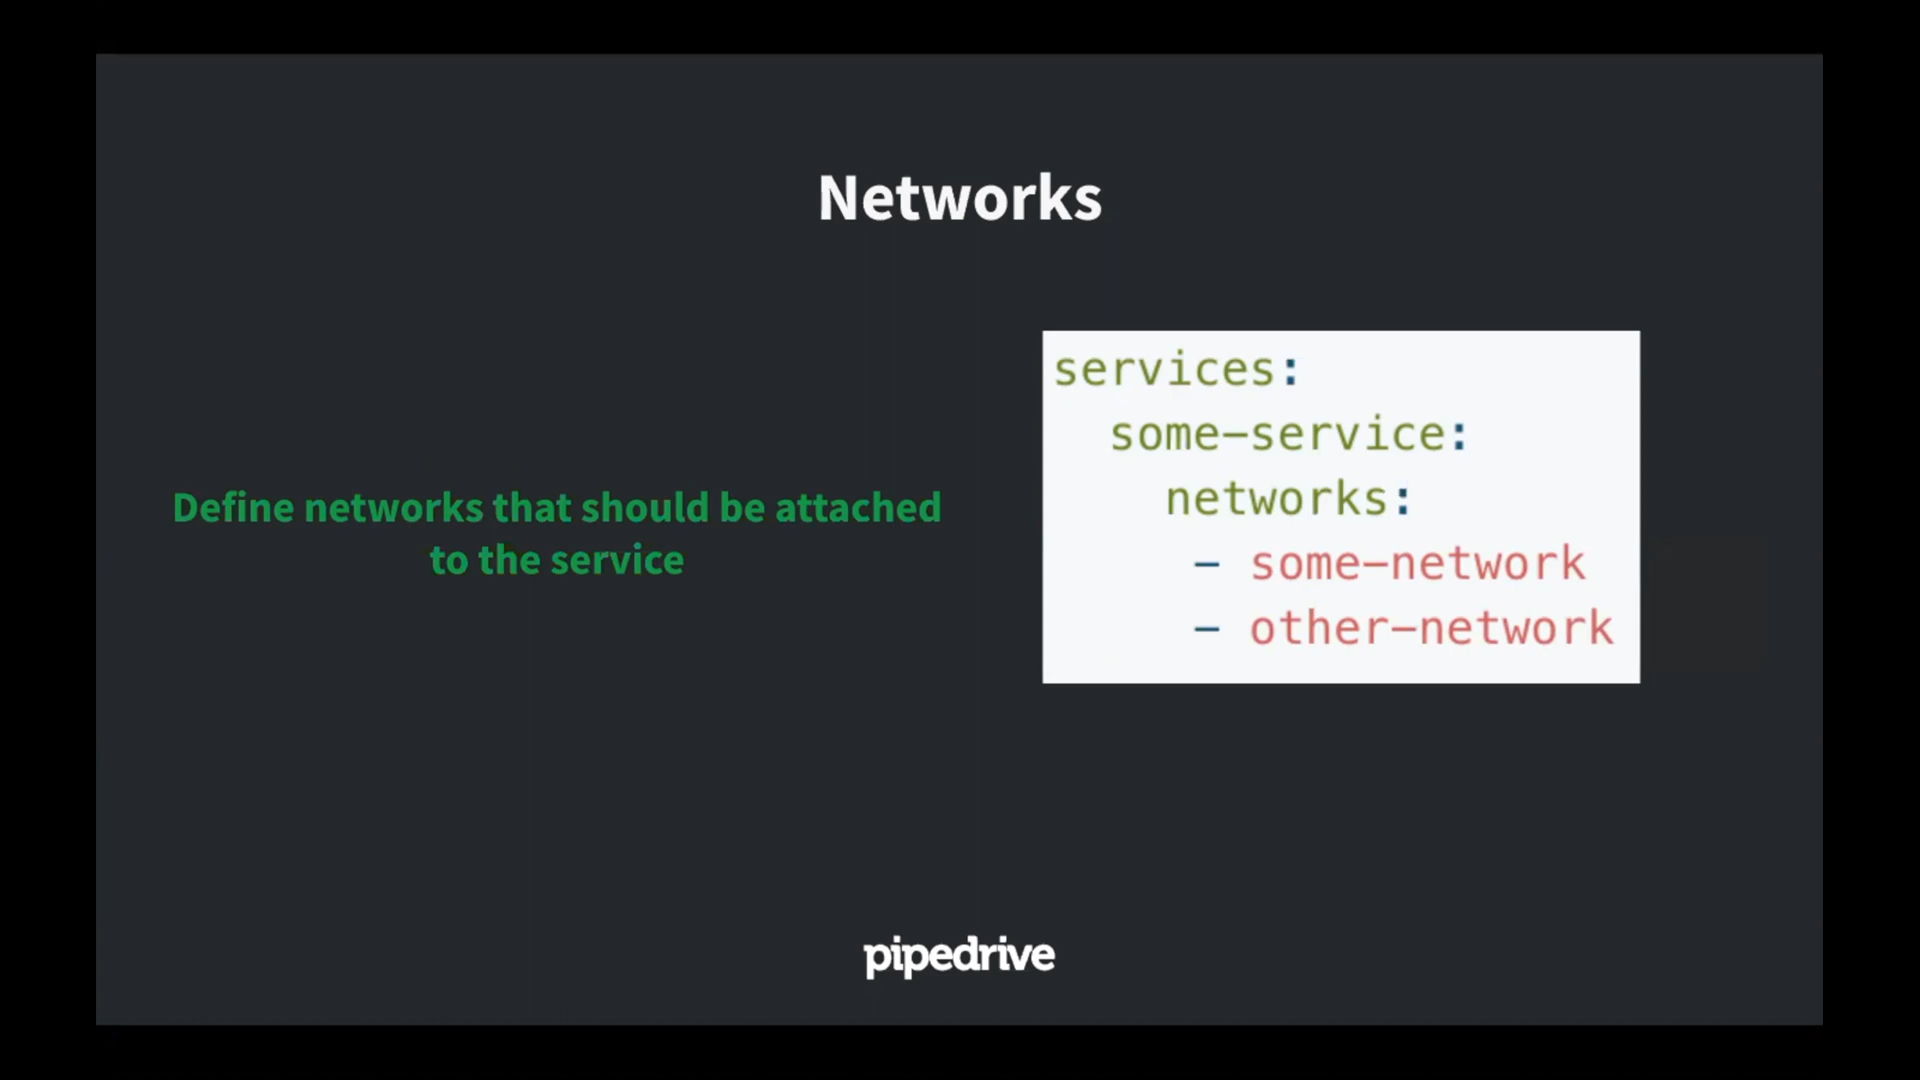 Networks
Define networks that should be attached
to the service
services:
  some-service:
    networks:
     - some-network
     - other-network
pipedrive